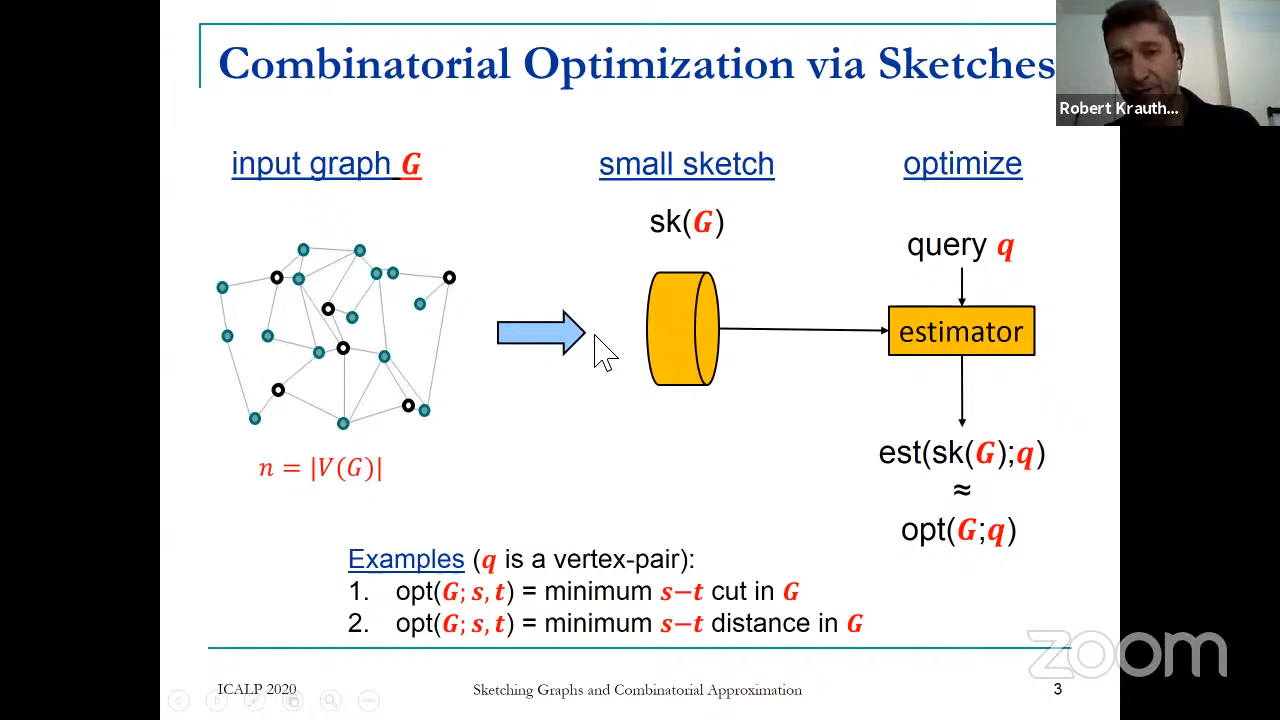 Combinatorial Optimization via Sketches
Robert Krauth...
input graph G
small sketch
optimize
sk(G)
query q
estimator
n = |V(G)|
est(sk(G);q)
≈
opt(G;q)
Examples (q is a vertex-pair):
1. opt(G; s, t) = minimum s−t cut in G
2. opt(G; s, t) = minimum s−t distance in G
zoom
ICALP 2020
Sketching Graphs and Combinatorial Approximation
3